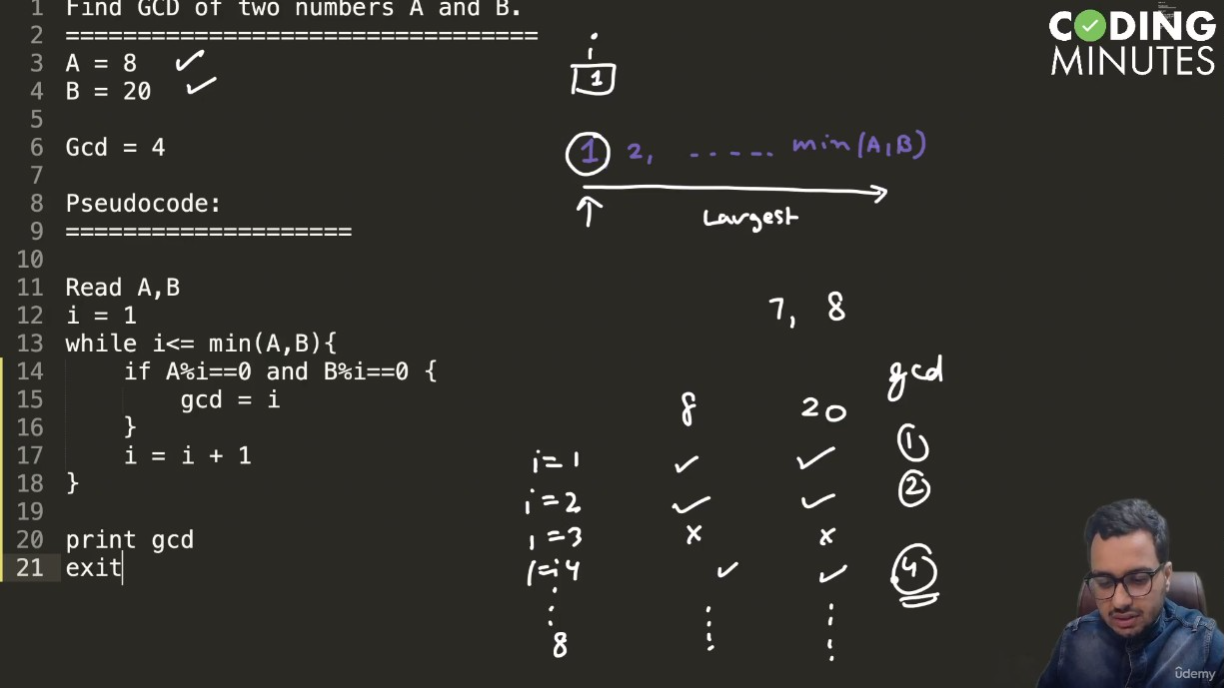 1 Find GCD of two numbers A and B.
2 =================================
3 A = 8
4 B = 20
5
6 Gcd = 4
7
8 Pseudocode:
9 ====================
10
11 Read A,B
12 i = 1
13 while i<= min(A,B){
14 if A%i==0 and B%i==0 {
15 gcd = i
16 }
17 i = i + 1
18 }
19
20 print gcd
21 exit
i
1
1 2, ..... min(A,B)
Largest
7, 8
gcd
8 20
i=1 1
i=2 2
i=3 x x
i=4 4
8
CODING
MINUTES
ûdemy